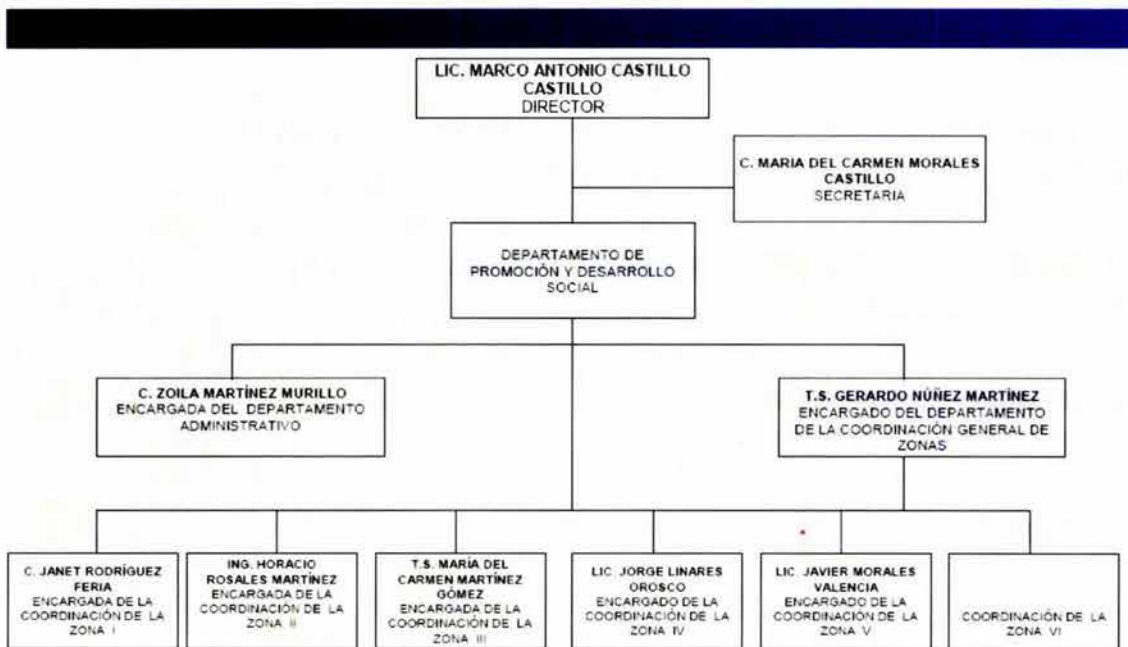 LIC. MARCO ANTONIO CASTILLO
CASTILLO
DIRECTOR
C. MARIA DEL CARMEN MORALES
CASTILLO
SECRETARIA
DEPARTAMENTO DE
PROMOCIÓN Y DESARROLLO
SOCIAL
C. ZOILA MARTÍNEZ MURILLO
ENCARGADA DEL DEPARTAMENTO
ADMINISTRATIVO
T.S. GERARDO NÚÑEZ MARTÍNEZ
ENCARGADO DEL DEPARTAMENTO
DE LA COORDINACIÓN GENERAL DE
ZONAS
C. JANET RODRÍGUEZ
FERIA
ENCARGADA DE LA
COORDINACIÓN DE LA
ZONA I
ING. HORACIO
ROSALES MARTÍNEZ
ENCARGADA DE LA
COORDINACIÓN DE LA
ZONA II
T.S. MARÍA DEL
CARMEN MARTÍNEZ
GÓMEZ
ENCARGADA DE LA
COORDINACIÓN DE LA
ZONA III
LIC. JORGE LINARES
OROSCO
ENCARGADO DE LA
COORDINACIÓN DE LA
ZONA IV
LIC. JAVIER MORALES
VALENCIA
ENCARGADO DE LA
COORDINACIÓN DE LA
ZONA V
COORDINACIÓN DE LA
ZONA VI